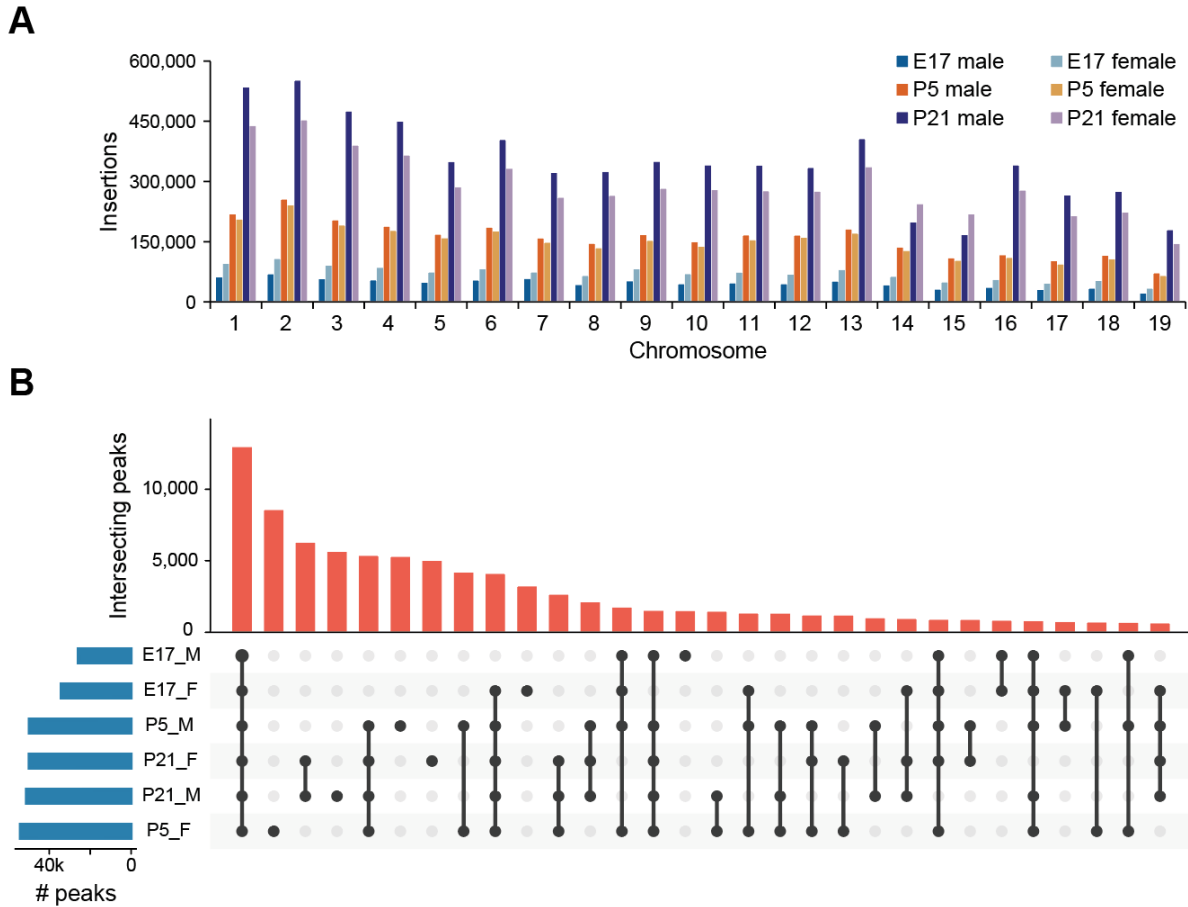 A
600,000
450,000
300,000
150,000
0
Insertions
E17 male
E17 female
P5 male
P5 female
P21 male
P21 female
1 2 3 4 5 6 7 8 9 10 11 12 13 14 15 16 17 18 19
Chromosome
B
Intersecting peaks
10,000
5,000
0
E17_M
E17_F
P5_M
P21_F
P21_M
P5_F
40k 0
# peaks